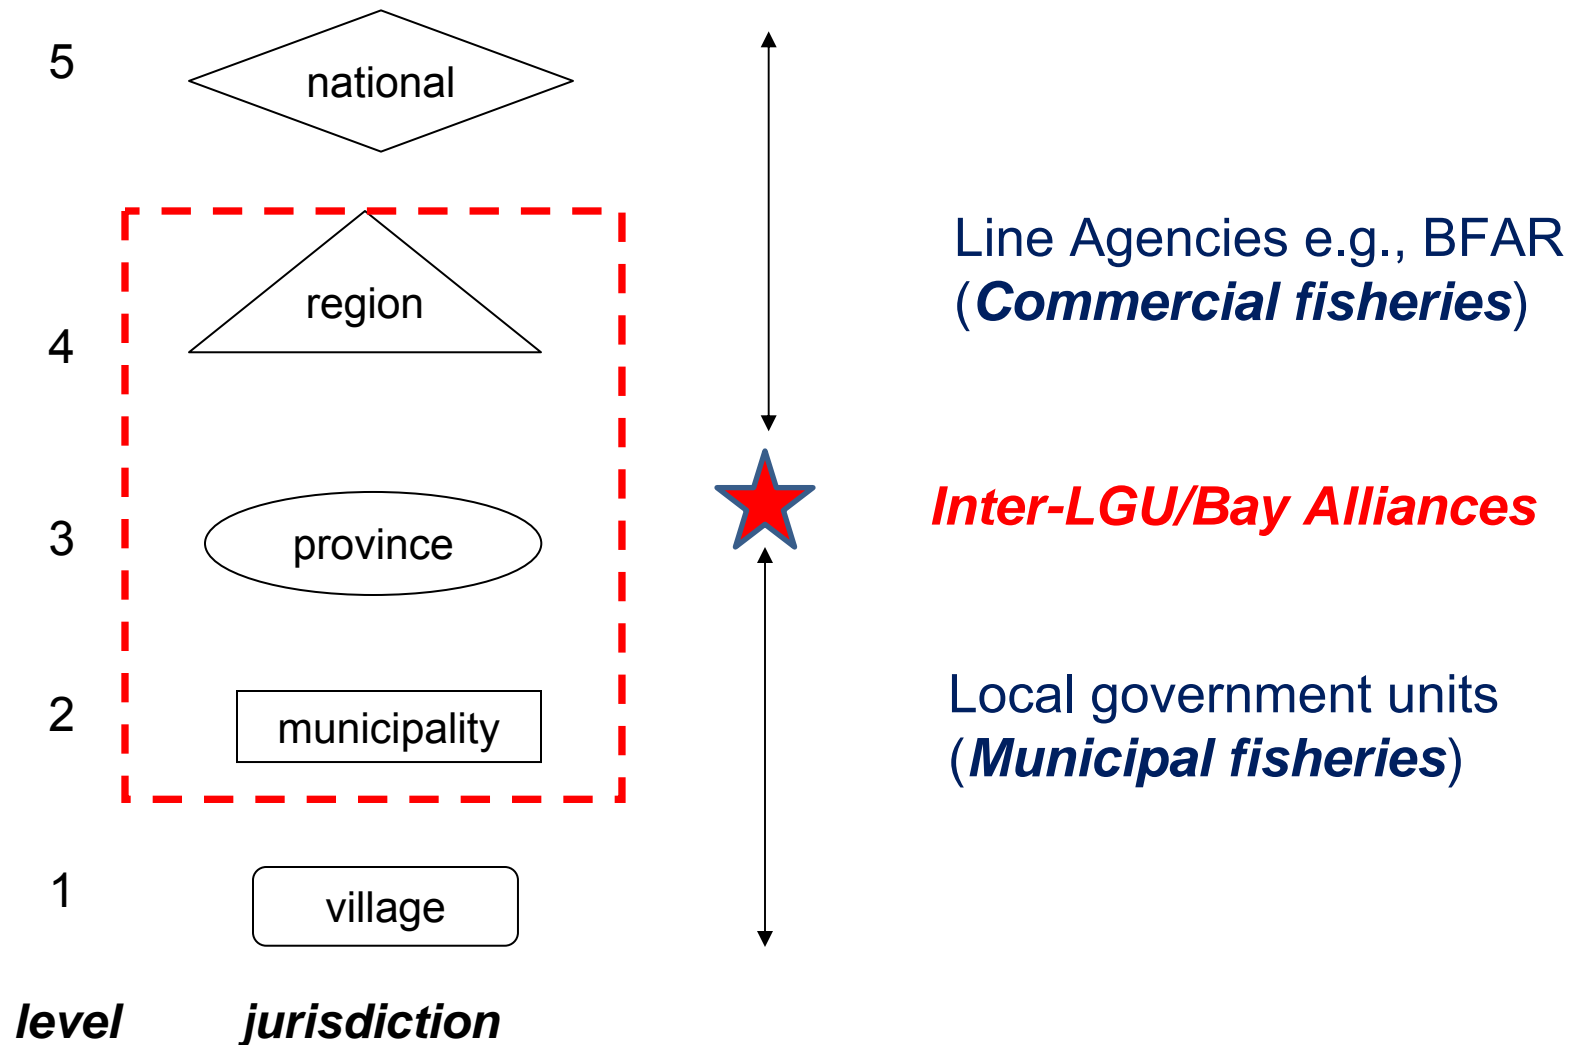 5
national
4
region
Line Agencies e.g., BFAR
(Commercial fisheries)
3
province
Inter-LGU/Bay Alliances
2
municipality
Local government units
(Municipal fisheries)
1
village
level
jurisdiction